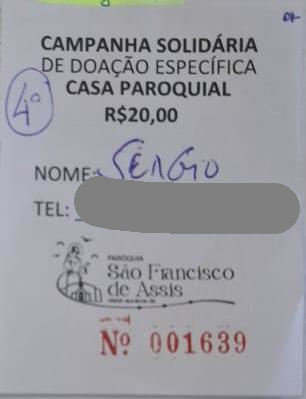 CAMPANHA SOLIDÁRIA
DE DOAÇÃO ESPECÍFICA
CASA PAROQUIAL
4º
R$20,00
NOME: SÉRGIO
TEL:
PARÓQUIA
São Francisco
de Assis
Nº 001639